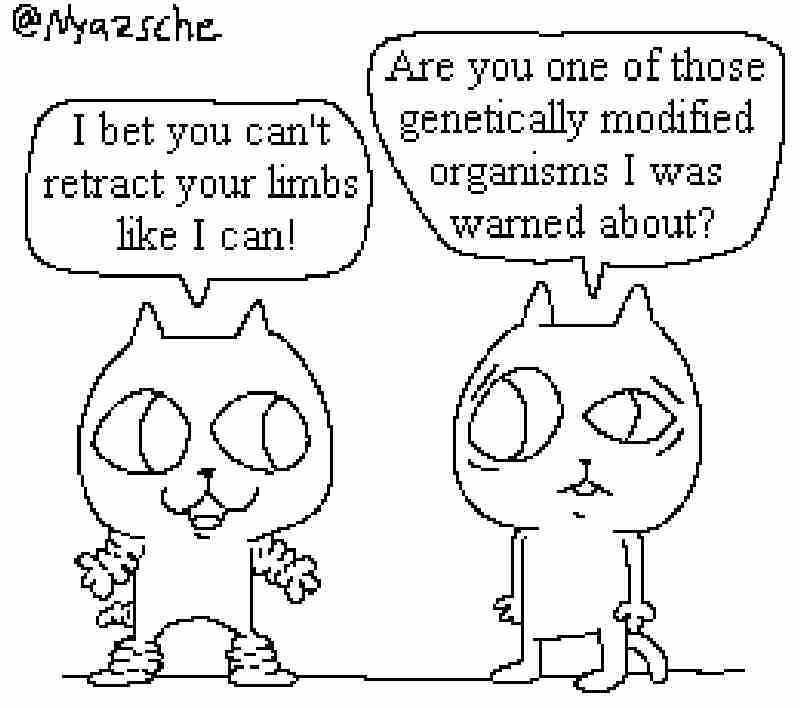 @Nyazsche
I bet you can't
retract your limbs
like I can!
Are you one of those
genetically modified
organisms I was
warned about?